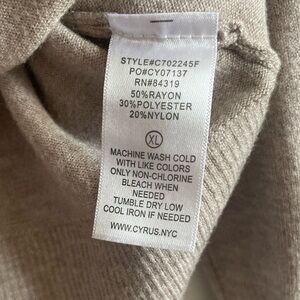 STYLE#C702245F
PO#CY07137
RN#84319
50%RAYON
30%POLYESTER
20%NYLON
XL
MACHINE WASH COLD
WITH LIKE COLORS
ONLY NON-CHLORINE
BLEACH WHEN
NEEDED
TUMBLE DRY LOW
COOL IRON IF NEEDED
WWW.CYRUS.NYC